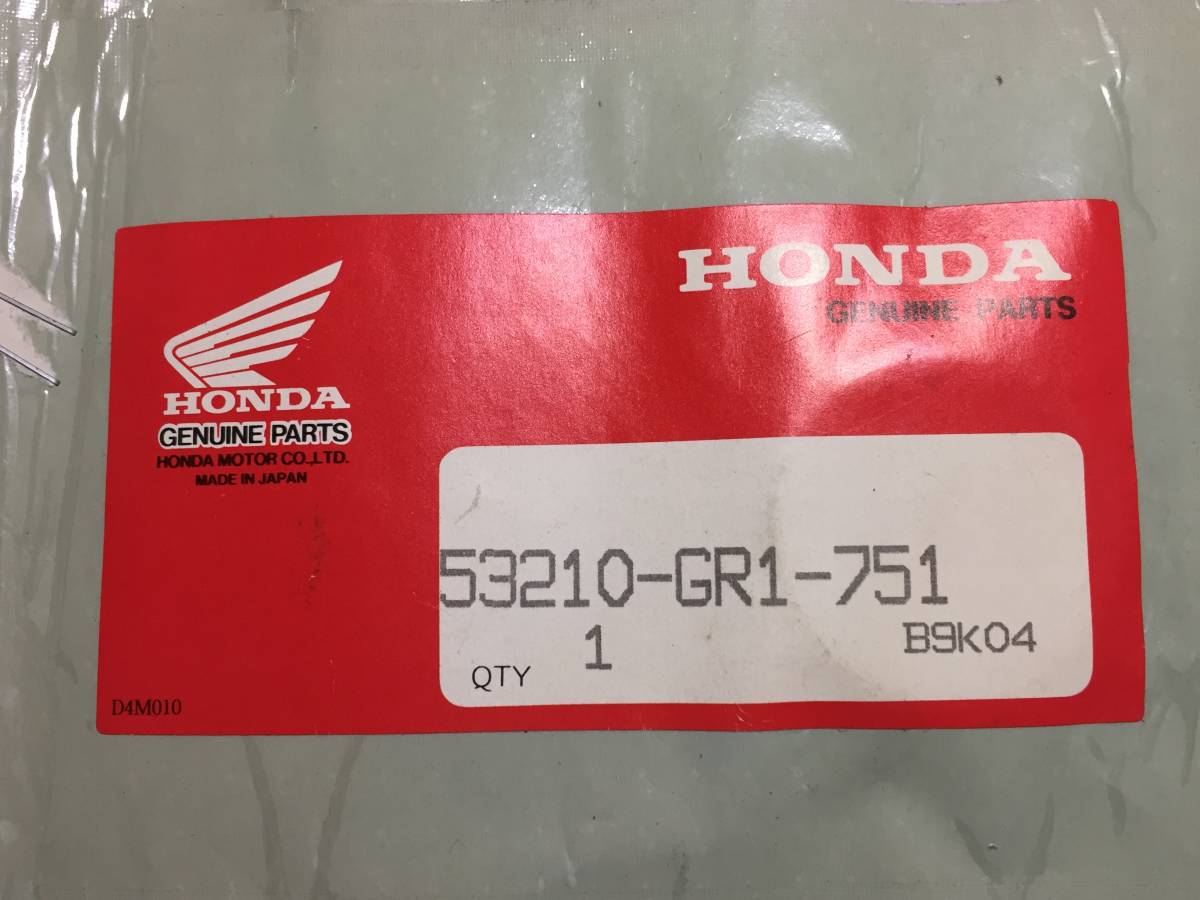 HONDA
GENUINE PARTS
HONDA MOTOR CO.,LTD.
MADE IN JAPAN
HONDA
GENUINE PARTS
53210-GR1-751
1
B9K04
QTY
D4M010